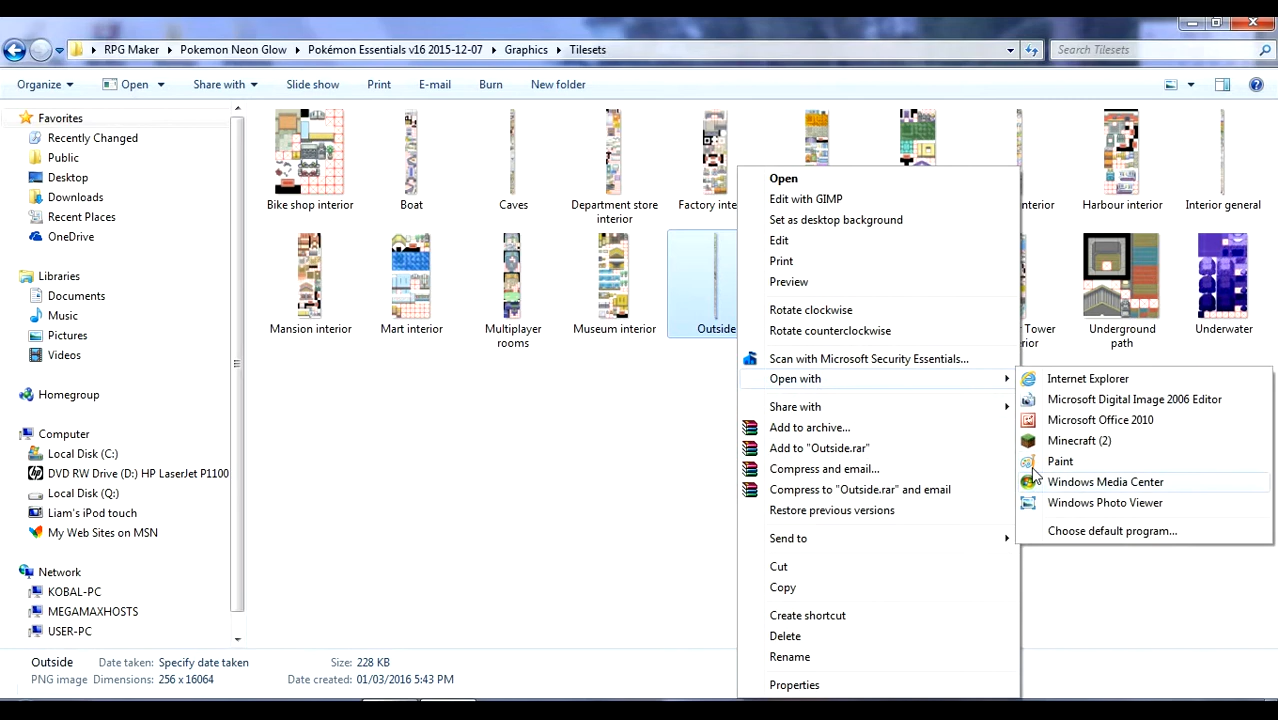 RPG Maker Pokemon Neon Glow Pokémon Essentials v16 2015-12-07 Graphics Tilesets Search Tilesets
Organize Open Share with Slide show Print E-mail Burn New folder
Favorites
Recently Changed
Public
Desktop
Downloads
Recent Places
OneDrive
Libraries
Documents
Music
Pictures
Videos
Homegroup
Computer
Local Disk (C:)
DVD RW Drive (D:) HP LaserJet P1100
Local Disk (Q:)
Liam's iPod touch
My Web Sites on MSN
Network
KOBAL-PC
MEGAMAXHOSTS
USER-PC
Bike shop interior
Boat
Caves
Department store
interior
Factory inte
nterior
Harbour interior
Interior general
Mansion interior
Mart interior
Multiplayer
rooms
Museum interior
Outside
Tower
rior
Underground
path
Underwater
Open
Edit with GIMP
Set as desktop background
Edit
Print
Preview
Rotate clockwise
Rotate counterclockwise
Scan with Microsoft Security Essentials...
Open with
Share with
Add to archive...
Add to "Outside.rar"
Compress and email...
Compress to "Outside.rar" and email
Restore previous versions
Send to
Cut
Copy
Create shortcut
Delete
Rename
Properties
Internet Explorer
Microsoft Digital Image 2006 Editor
Microsoft Office 2010
Minecraft (2)
Paint
Windows Media Center
Windows Photo Viewer
Choose default program...
Outside Date taken: Specify date taken Size: 228 KB
PNG image Dimensions: 256 x 16064 Date created: 01/03/2016 5:43 PM